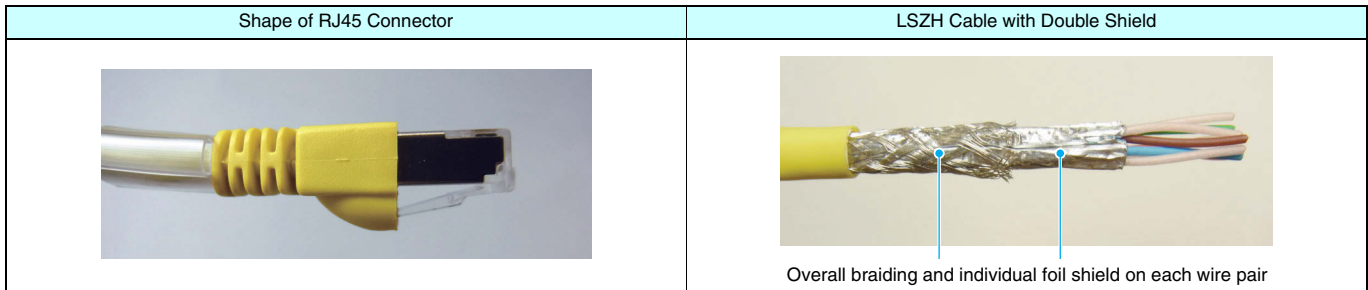 Shape of RJ45 Connector
LSZH Cable with Double Shield
Overall braiding and individual foil shield on each wire pair